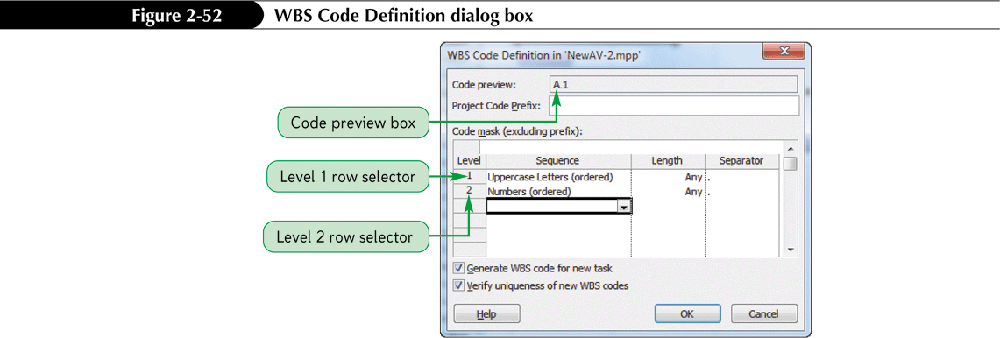 Figure 2-52 WBS Code Definition dialog box
WBS Code Definition in 'NewAV-2.mpp'
Code preview: A.1
Project Code Prefix:
Code preview box
Code mask (excluding prefix):
Level Sequence Length Separator
Level 1 row selector
1 Uppercase Letters (ordered) Any .
2 Numbers (ordered) Any .
Level 2 row selector
Generate WBS code for new task
Verify uniqueness of new WBS codes
Help OK Cancel